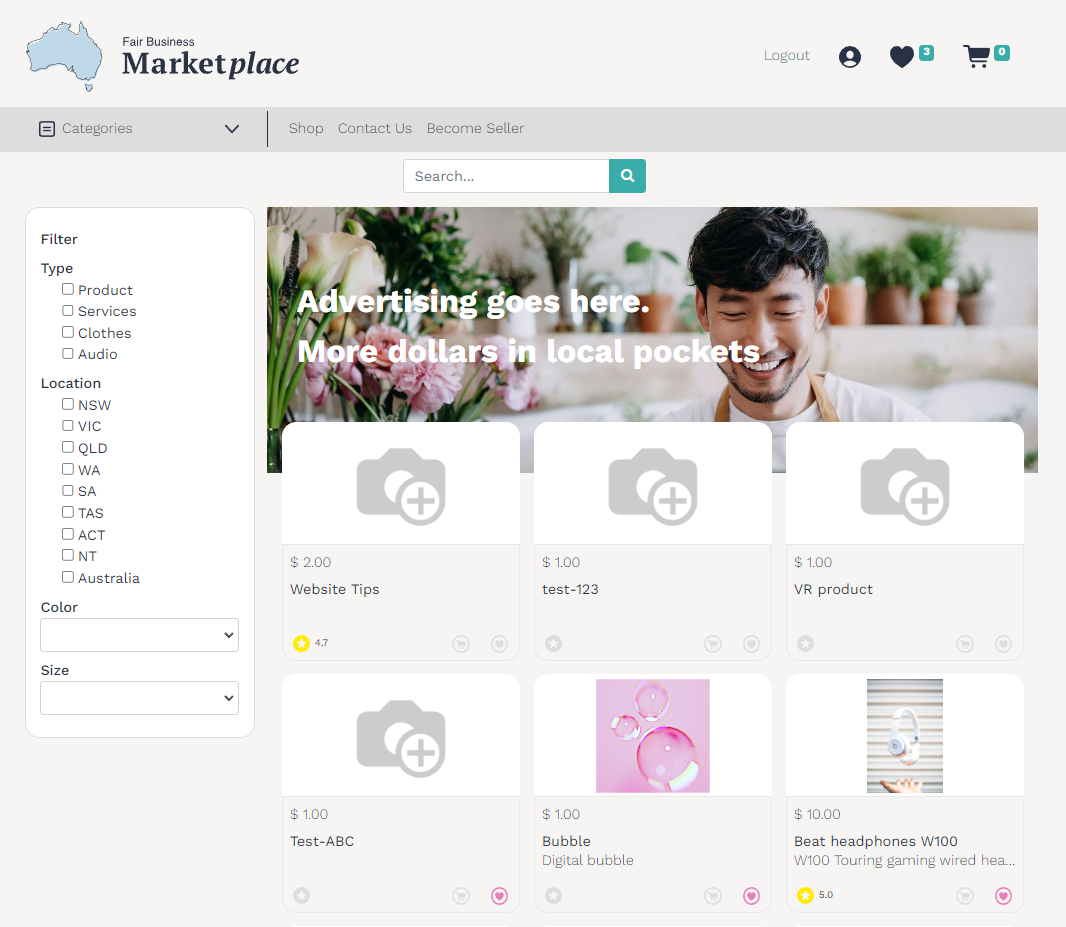 Fair Business
Marketplace
Logout
3
0
Categories
Shop
Contact Us
Become Seller
Search...
Filter
Type
Product
Services
Clothes
Audio
Location
NSW
VIC
QLD
WA
SA
TAS
ACT
NT
Australia
Color
Size
Advertising goes here.
More dollars in local pockets
$ 2.00
Website Tips
4.7
$ 1.00
test-123
$ 1.00
VR product
$ 1.00
Test-ABC
$ 1.00
Bubble
Digital bubble
$ 10.00
Beat headphones W100
W100 Touring gaming wired hea...
5.0